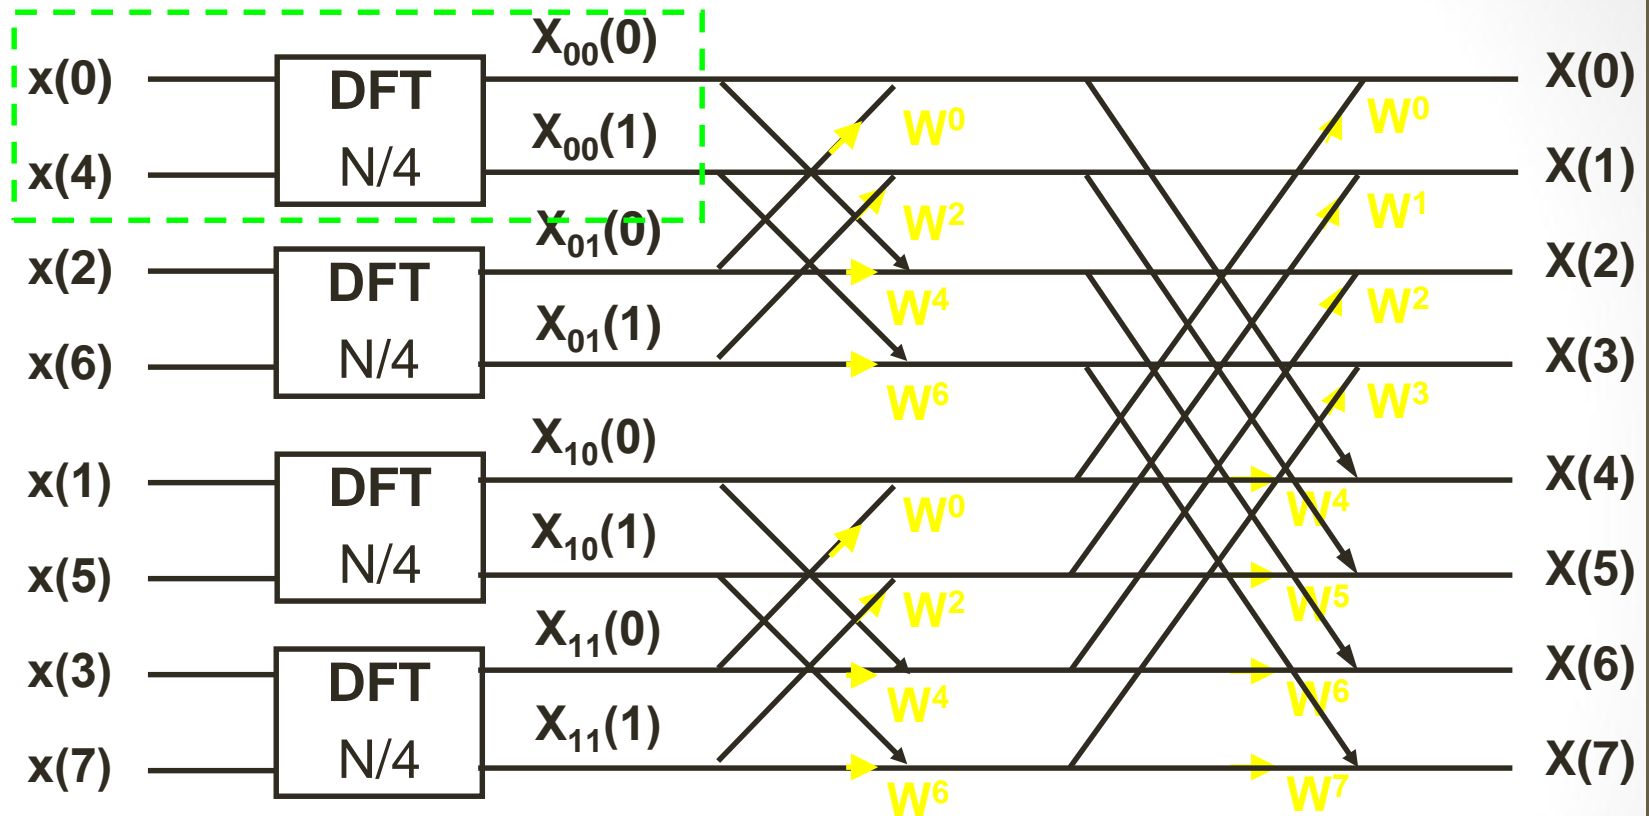 x(0) DFT X₀₀(0) X(0)
W⁰ W⁰
x(4) N/4 X₀₀(1) X(1)
W² W¹
x(2) DFT X₀₁(0) X(2)
W⁴ W²
x(6) N/4 X₀₁(1) X(3)
W⁶ W³
x(1) DFT X₁₀(0) X(4)
W⁰ W⁴
x(5) N/4 X₁₀(1) X(5)
W² W⁵
x(3) DFT X₁₁(0) X(6)
W⁴ W⁶
x(7) N/4 X₁₁(1) X(7)
W⁶ W⁷